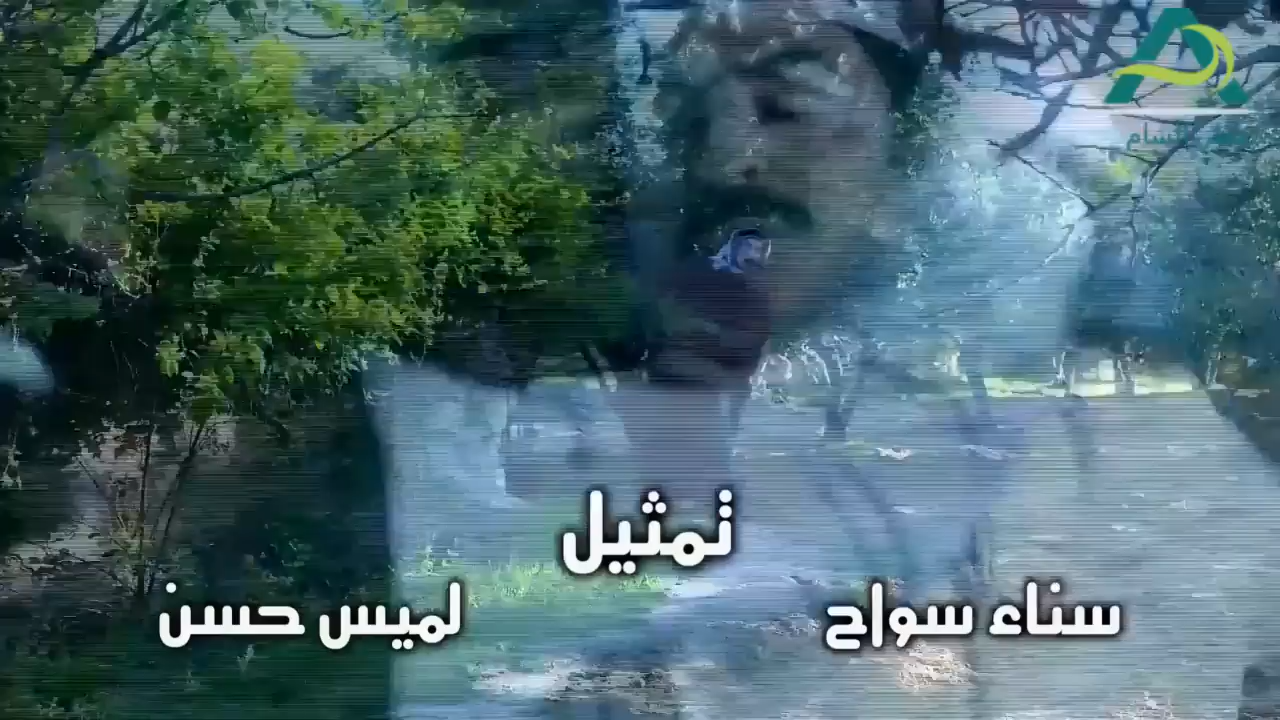 تمثيل
سناء سواح
لميس حسن